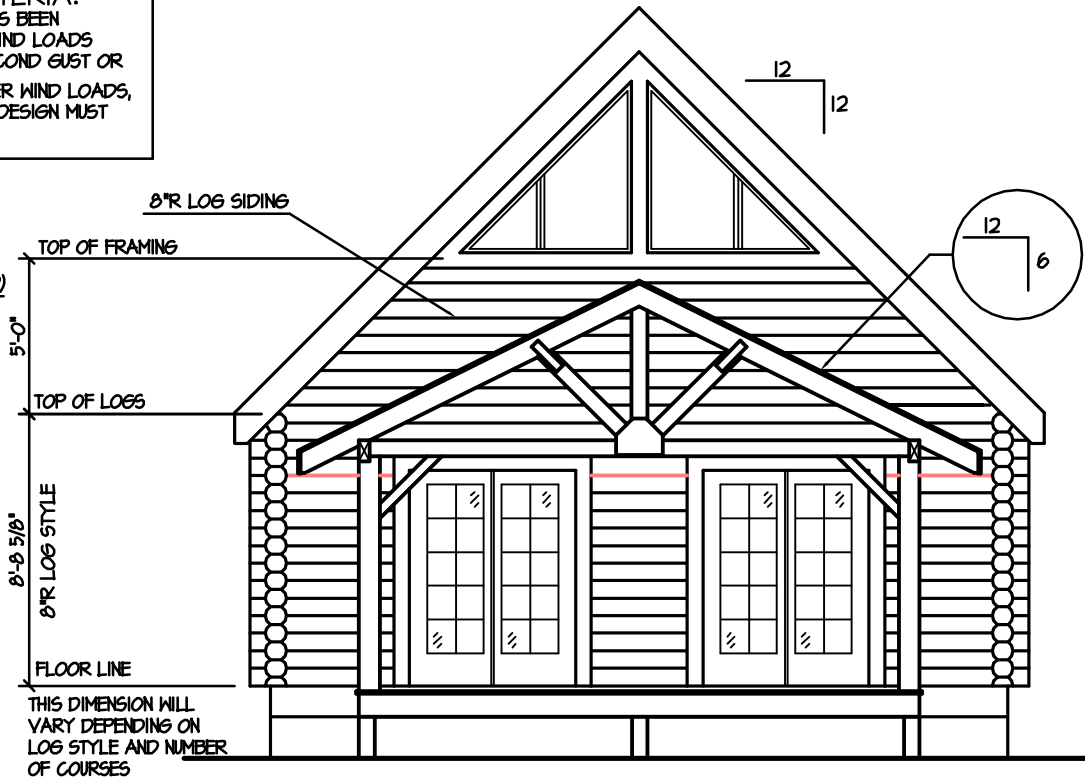 S BEEN
IND LOADS
COND GUST OR
ER WIND LOADS,
DESIGN MUST
12
12
8"R LOG SIDING
TOP OF FRAMING
12
6
5'-0"
TOP OF LOGS
8'-8 5/8"
8"R LOG STYLE
FLOOR LINE
THIS DIMENSION WILL
VARY DEPENDING ON
LOG STYLE AND NUMBER
OF COURSES